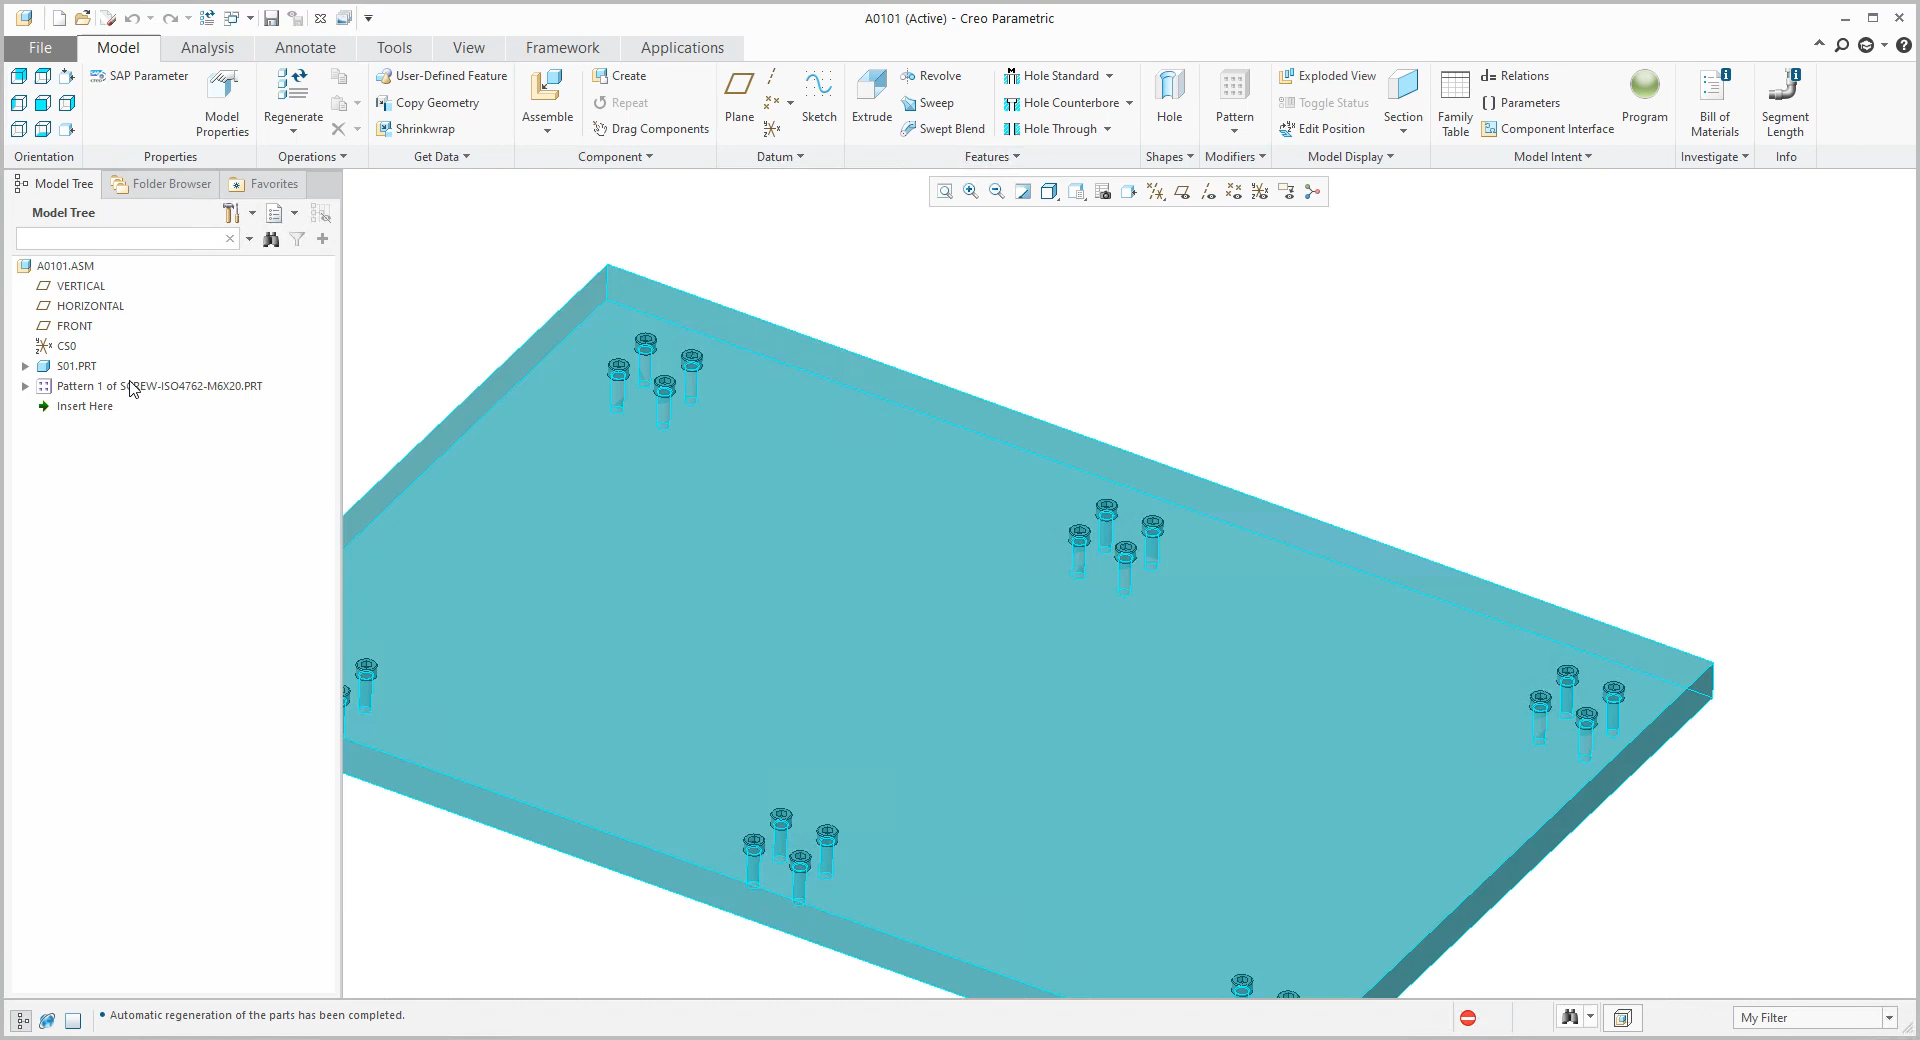 A0101 (Active) - Creo Parametric
File Model Analysis Annotate Tools View Framework Applications
SAP Parameter
Model Properties
Regenerate
User-Defined Feature
Copy Geometry
Shrinkwrap
Assemble
Create
Repeat
Drag Components
Plane
Sketch
Extrude
Revolve
Sweep
Swept Blend
Hole Standard
Hole Counterbore
Hole Through
Hole
Pattern
Exploded View
Toggle Status
Edit Position
Section
Family Table
d= Relations
( ) Parameters
Component Interface
Program
Bill of Materials
Segment Length
Orientation Properties Operations Get Data Component Datum Features Shapes Modifiers Model Display Model Intent Investigate Info
Model Tree Folder Browser Favorites
Model Tree
A0101.ASM
VERTICAL
HORIZONTAL
FRONT
CS0
S01.PRT
Pattern 1 of SCREW-ISO4762-M6X20.PRT
Insert Here
Automatic regeneration of the parts has been completed.
My Filter